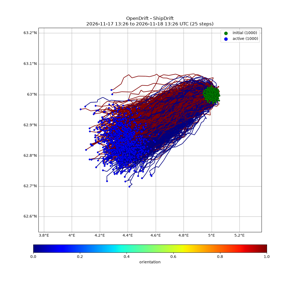 OpenDrift - ShipDrift
2026-11-17 13:26 to 2026-11-18 13:26 UTC (25 steps)
initial (1000)
active (1000)
63.2°N
63.1°N
63°N
62.9°N
62.8°N
62.7°N
62.6°N
3.8°E
4°E
4.2°E
4.4°E
4.6°E
4.8°E
5°E
5.2°E
0.0
0.2
0.4
0.6
0.8
1.0
orientation